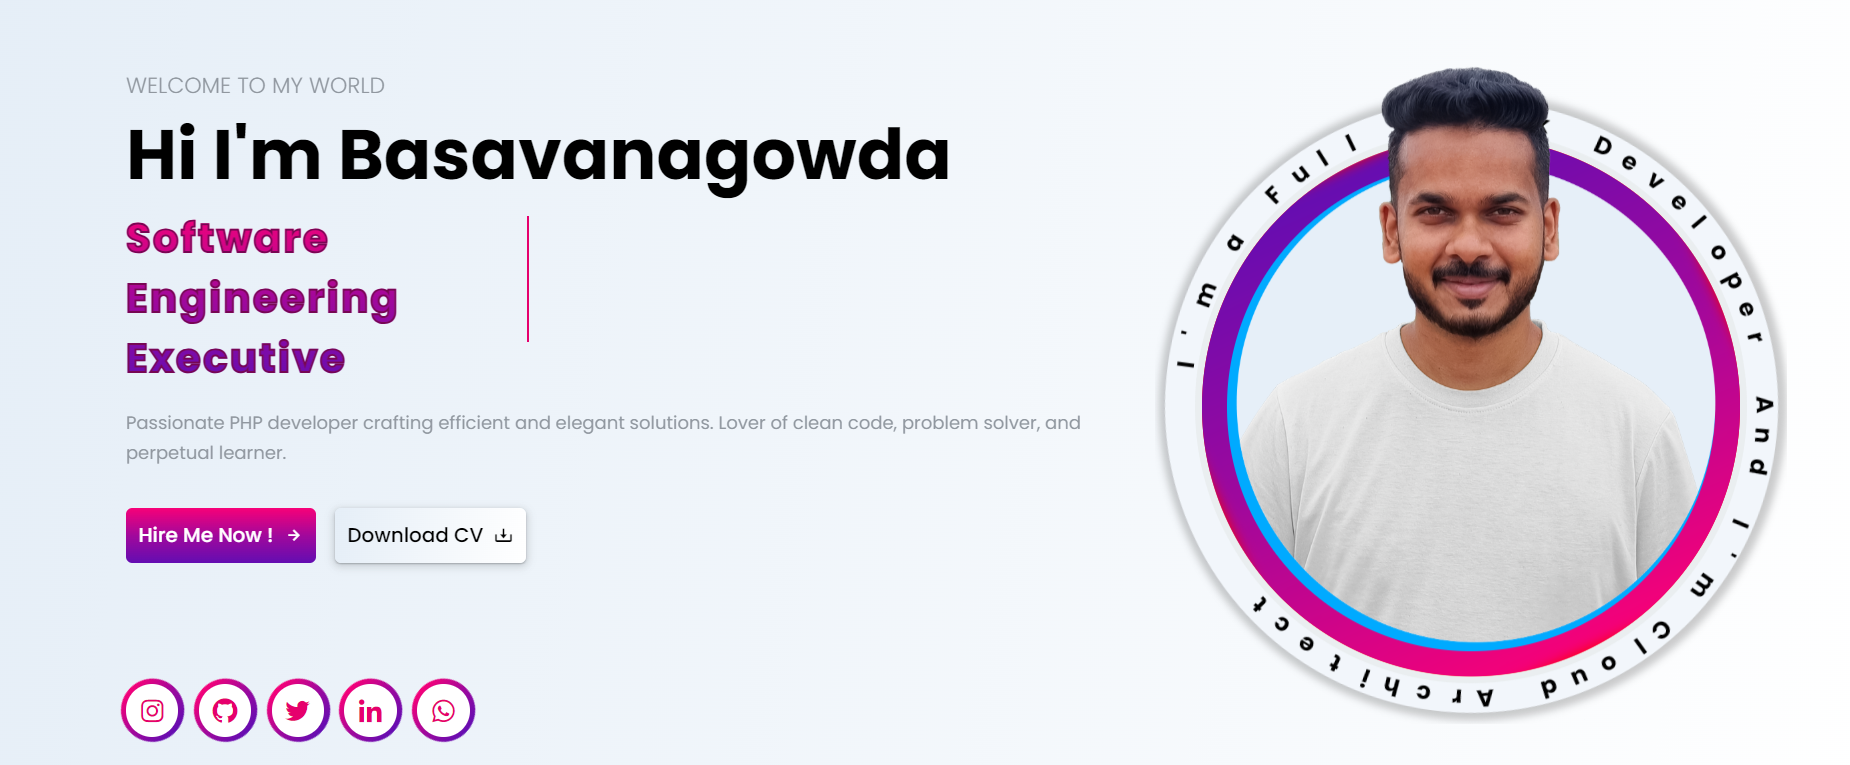 WELCOME TO MY WORLD
Hi I'm Basavanagowda
Software
Engineering
Executive
Passionate PHP developer crafting efficient and elegant solutions. Lover of clean code, problem solver, and
perpetual learner.
Hire Me Now !
Download CV
in
I'm a Full Developer And I'm Cloud Architect